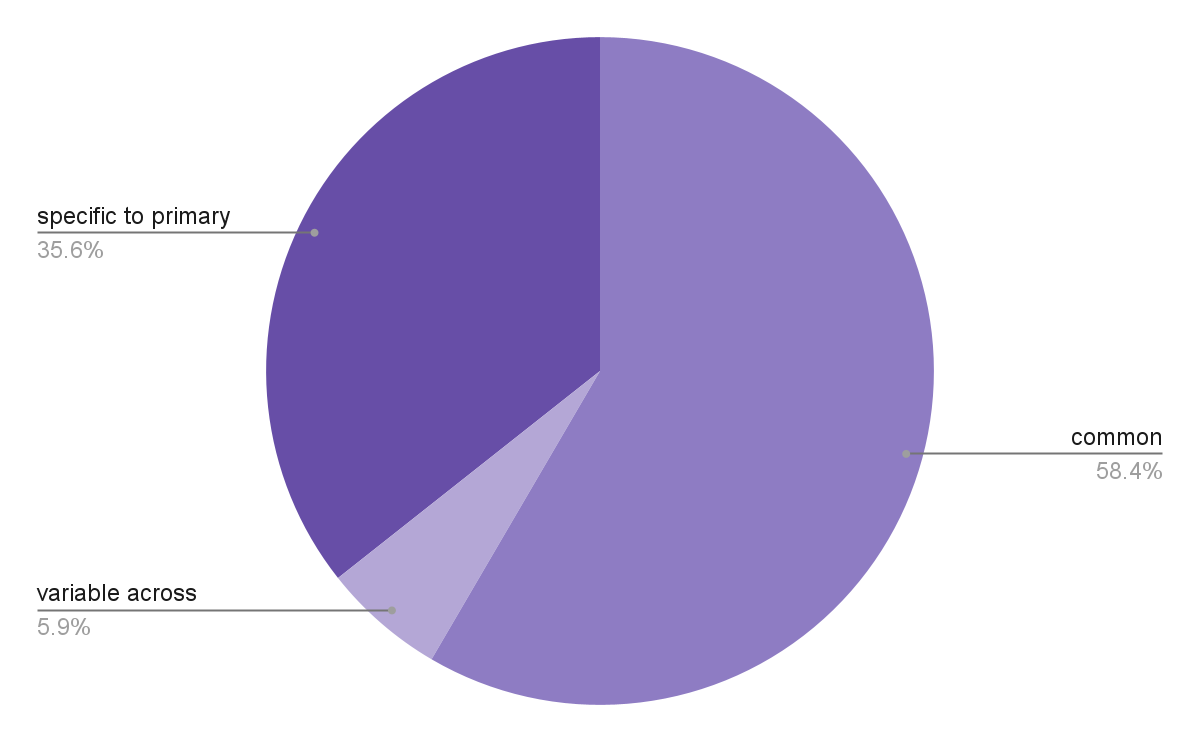 specific to primary
35.6%
common
58.4%
variable across
5.9%